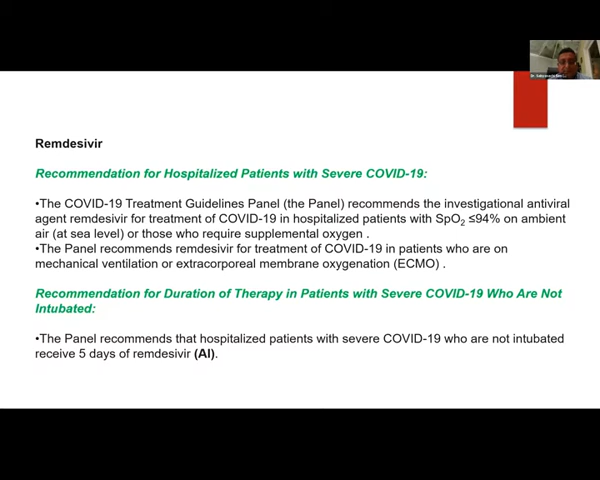 Remdesivir
Recommendation for Hospitalized Patients with Severe COVID-19:
•The COVID-19 Treatment Guidelines Panel (the Panel) recommends the investigational antiviral
agent remdesivir for treatment of COVID-19 in hospitalized patients with SpO2 ≤94% on ambient
air (at sea level) or those who require supplemental oxygen .
•The Panel recommends remdesivir for treatment of COVID-19 in patients who are on
mechanical ventilation or extracorporeal membrane oxygenation (ECMO) .
Recommendation for Duration of Therapy in Patients with Severe COVID-19 Who Are Not
Intubated:
•The Panel recommends that hospitalized patients with severe COVID-19 who are not intubated
receive 5 days of remdesivir (AI).